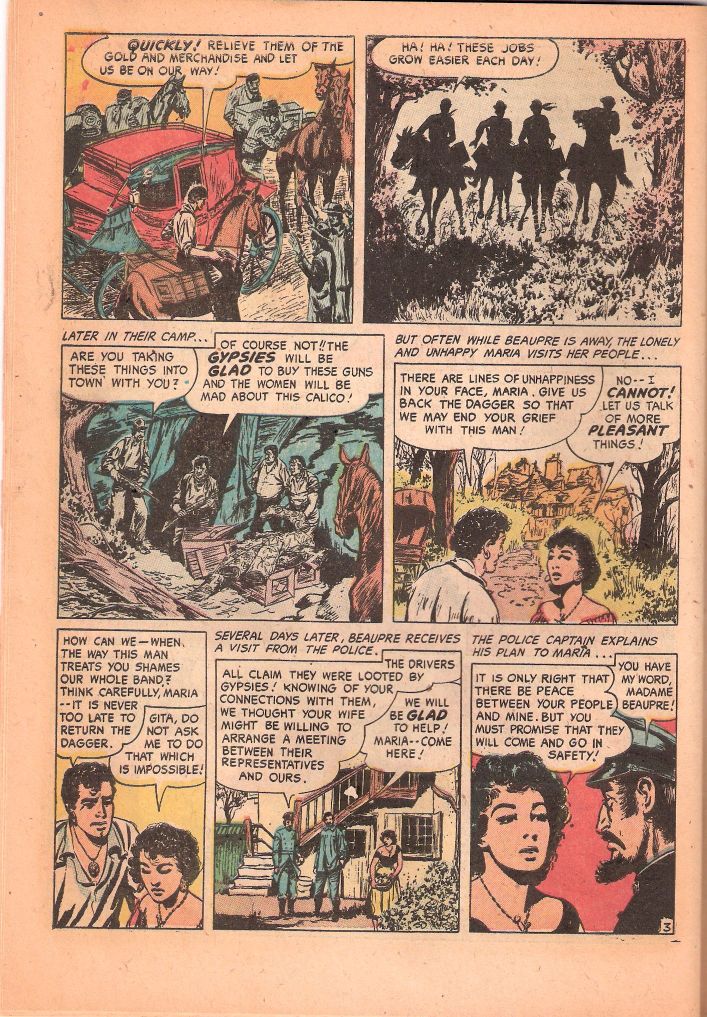 QUICKLY! RELIEVE THEM OF THE
GOLD AND MERCHANDISE AND LET
US BE ON OUR WAY!
HA! HA! THESE JOBS
GROW EASIER EACH DAY!
LATER IN THEIR CAMP...
ARE YOU TAKING
THESE THINGS INTO
TOWN WITH YOU?
OF COURSE NOT!! THE
GYPSIES WILL BE
GLAD TO BUY THESE GUNS
AND THE WOMEN WILL BE
MAD ABOUT THIS CALICO!
BUT OFTEN WHILE BEAUPRE IS AWAY, THE LONELY
AND UNHAPPY MARIA VISITS HER PEOPLE...
THERE ARE LINES OF UNHAPPINESS
IN YOUR FACE, MARIA. GIVE US
BACK THE DAGGER SO THAT
WE MAY END YOUR GRIEF
WITH THIS MAN!
NO-- I
CANNOT!
LET US TALK
OF MORE
PLEASANT
THINGS!
HOW CAN WE—WHEN
THE WAY THIS MAN
TREATS YOU SHAMES
OUR WHOLE BAND?
THINK CAREFULLY, MARIA
--IT IS NEVER
TOO LATE TO
RETURN THE
DAGGER.
GITA, DO
NOT ASK
ME TO DO
THAT WHICH
IS IMPOSSIBLE!
SEVERAL DAYS LATER, BEAUPRE RECEIVES
A VISIT FROM THE POLICE.
THE DRIVERS
ALL CLAIM THEY WERE LOOTED BY
GYPSIES! KNOWING OF YOUR
CONNECTIONS WITH THEM,
WE THOUGHT YOUR WIFE
MIGHT BE WILLING TO
ARRANGE A MEETING
BETWEEN THEIR
REPRESENTATIVES
AND OURS.
WE WILL
BE GLAD
TO HELP!
MARIA--COME
HERE!
THE POLICE CAPTAIN EXPLAINS
HIS PLAN TO MARIA...
IT IS ONLY RIGHT THAT
THERE BE PEACE
BETWEEN YOUR PEOPLE
AND MINE. BUT YOU
MUST PROMISE THAT THEY
WILL COME AND GO IN
SAFETY!
YOU HAVE
MY WORD,
MADAME
BEAUPRE!
3